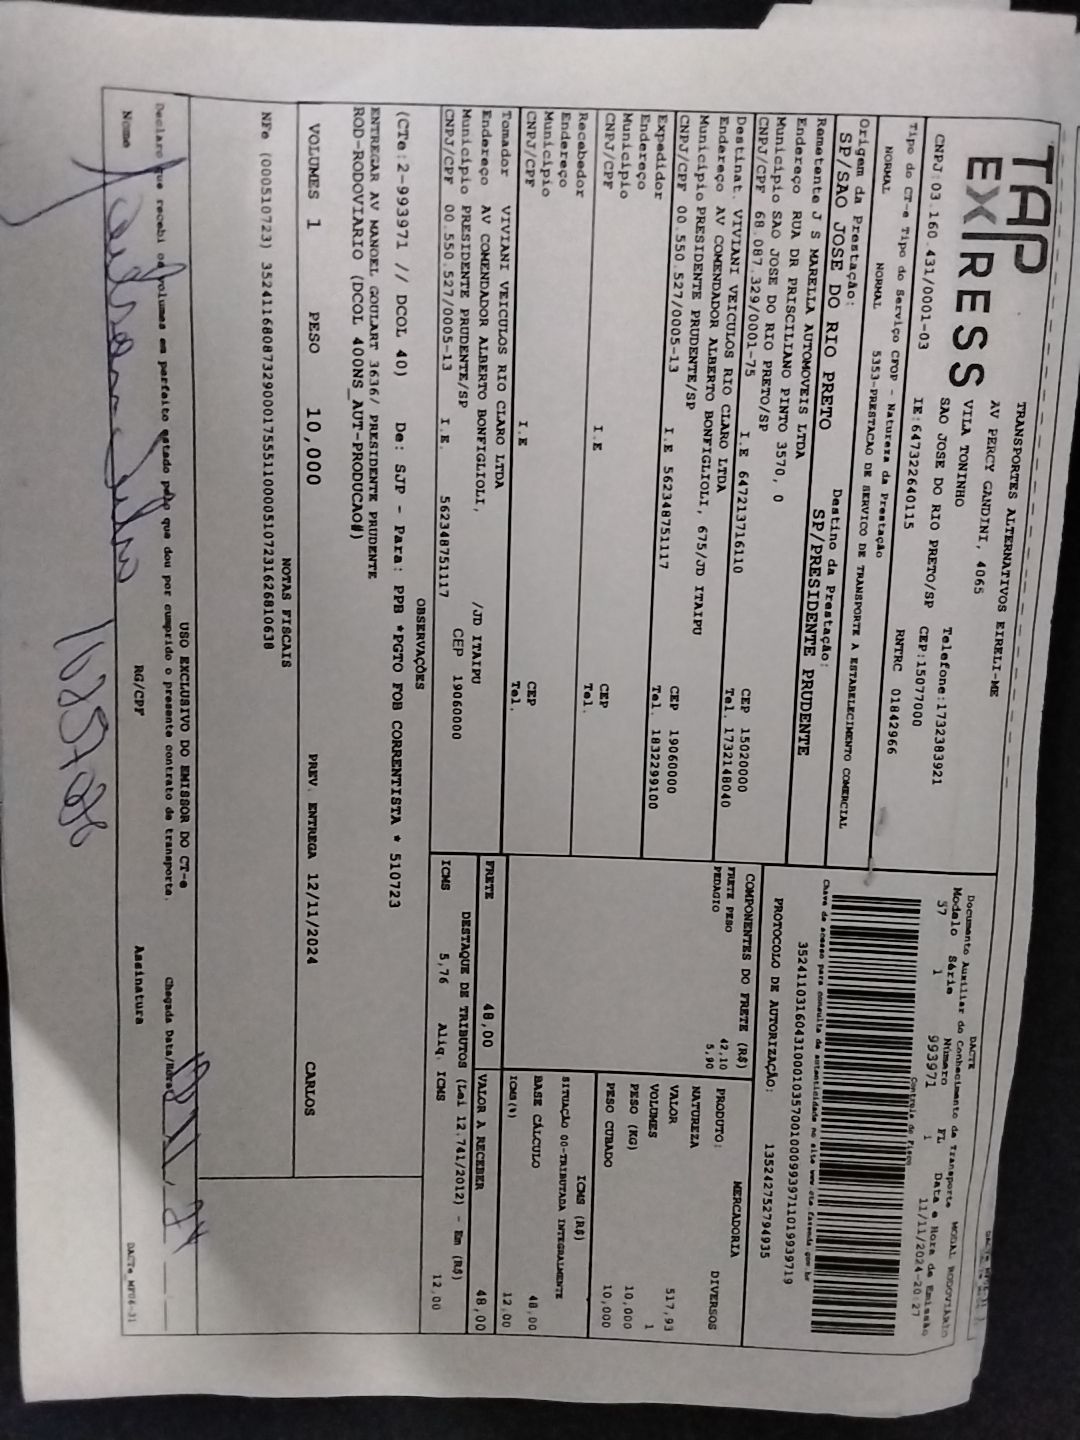 TAP
EXPRESS
TRANSPORTES ALTERNATIVOS EIRELI-ME
AV PERCY GANDINI, 4065
VILA TONINHO
SAO JOSE DO RIO PRETO/SP
Telefone:1732383921
CEP:15077000
CNPJ:03.160.431/0001-03
IE:647322640115
RNTRC 01842966
DACTE
Documento Auxiliar do Conhecimento de Transporte
MODAL RODOVIÁRIO
Modelo Série Número FL Data e Hora de Emissão
57 1 993971 1 11/11/2024-20:27
Controle do Fisco
Chave de acesso para consulta de autenticidade no site www.cte.fazenda.gov.br
PROTOCOLO DE AUTORIZAÇÃO:
135242752794935
Tipo do CT-e Tipo do Serviço CFOP - Natureza da Prestação
NORMAL NORMAL 5353-PRESTACAO DE SERVICO DE TRANSPORTE A ESTABELECIMENTO COMERCIAL
Origem da Prestação: Destino da Prestação:
SP/SAO JOSE DO RIO PRETO SP/PRESIDENTE PRUDENTE
Remetente J S MARELLA AUTOMOVEIS LTDA
Endereço RUA DR PRISCILIANO PINTO 3570, 0
Município SAO JOSE DO RIO PRETO/SP CEP 15020000
CNPJ/CPF 68.087.329/0001-75 I.E 647213716110 Tel. 1732148040
Destinat. VIVIANI VEICULOS RIO CLARO LTDA
Endereço AV COMENDADOR ALBERTO BONFIGLIOLI, 675/JD ITAIPU
Município PRESIDENTE PRUDENTE/SP CEP 19060000
CNPJ/CPF 00.550.527/0005-13 I.E 562348751117 Tel. 1832299100
Expedidor
Endereço
Município CEP
CNPJ/CPF I.E Tel.
Recebedor
Endereço
Município CEP
CNPJ/CPF I.E Tel.
Tomador VIVIANI VEICULOS RIO CLARO LTDA
Endereço AV COMENDADOR ALBERTO BONFIGLIOLI, /JD ITAIPU
Município PRESIDENTE PRUDENTE/SP CEP 19060000
CNPJ/CPF 00.550.527/0005-13 I.E. 562348751117
COMPONENTES DO FRETE (R$)
FRETE PESO 42,10
PEDAGIO 5,90
MERCADORIA
PRODUTO: DIVERSOS
NATUREZA
VALOR 517,93
VOLUMES 1
PESO (KG) 10,000
PESO CUBADO 10,000
ICMS (R$)
SITUAÇÃO 00-TRIBUTADA INTEGRALMENTE
BASE CÁLCULO 48,00
ICMS(%) 12,00
FRETE 48,00 VALOR A RECEBER 48,00
DESTAQUE DE TRIBUTOS (Lei 12.741/2012) - Em (R$)
ICMS 5,76 Aliq. ICMS 12,00
OBSERVAÇÕES
(CTe:2-993971 // DCOL 40) De: SJP - Para: PPB *PGTO FOB CORRENTISTA * 510723
ENTREGAR AV MANOEL GOULART 3636/ PRESIDENTE PRUDENTE
ROD-RODOVIARIO (DCOL 400NS_AUT-PRODUCAO#)
VOLUMES 1 PESO 10,000 PREV. ENTREGA 12/11/2024 CARLOS
NOTAS FISCAIS
NFe (000510723) 35241168087329000175551000510723162681063​8
USO EXCLUSIVO DO EMISSOR DO CT-e
Declaro que recebi os volumes em perfeito estado pelo que dou por cumprido o presente contrato de transporte.
Chegada Data/Hora
Nome RG/CPF Assinatura
DACTe_MP04-31